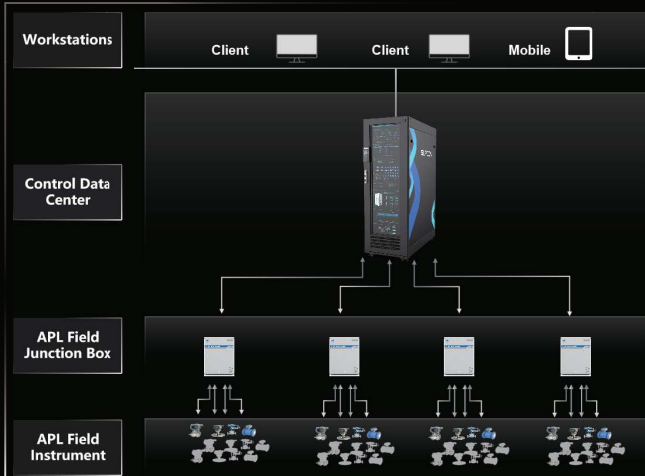 Workstations
Client
Client
Mobile
Control Data
Center
APL Field
Junction Box
APL Field
Instrument